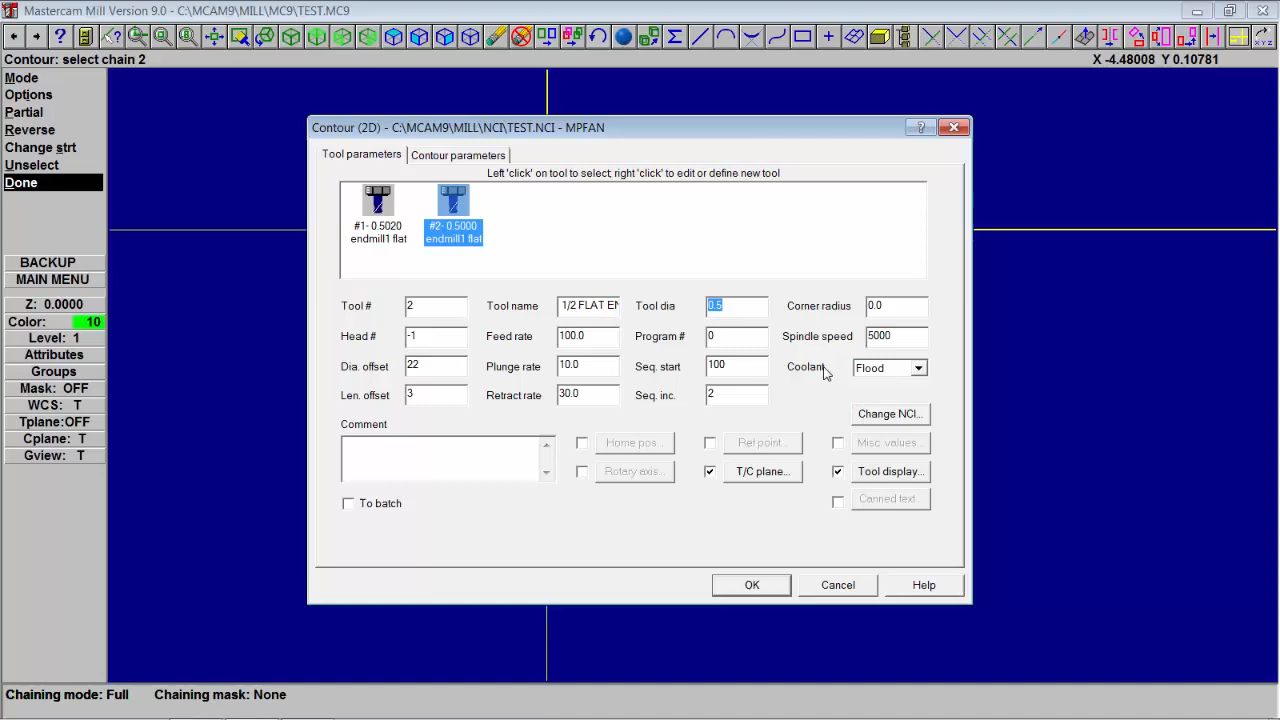 Mastercam Mill Version 9.0 - C:\MCAM9\MILL\MC9\TEST.MC9
Contour: select chain 2
X -4.48008 Y 0.10781
Mode
Options
Partial
Reverse
Change strt
Unselect
Done
BACKUP
MAIN MENU
Z: 0.0000
Color: 10
Level: 1
Attributes
Groups
Mask: OFF
WCS: T
Tplane:OFF
Cplane: T
Gview: T
Contour (2D) - C:\MCAM9\MILL\NCI\TEST.NCI - MPFAN
Tool parameters Contour parameters
Left 'click' on tool to select; right 'click' to edit or define new tool
#1- 0.5020 #2- 0.5000
endmill1 flat endmill1 flat
Tool # 2 Tool name 1/2 FLAT EN Tool dia 0.5 Corner radius 0.0
Head # -1 Feed rate 100.0 Program # 0 Spindle speed 5000
Dia. offset 22 Plunge rate 10.0 Seq. start 100 Coolant Flood
Len. offset 3 Retract rate 30.0 Seq. inc. 2
Change NCI...
Comment
Home pos... Ref point... Misc. values...
Rotary axis... T/C plane... Tool display...
Canned text...
To batch
OK Cancel Help
Chaining mode: Full Chaining mask: None